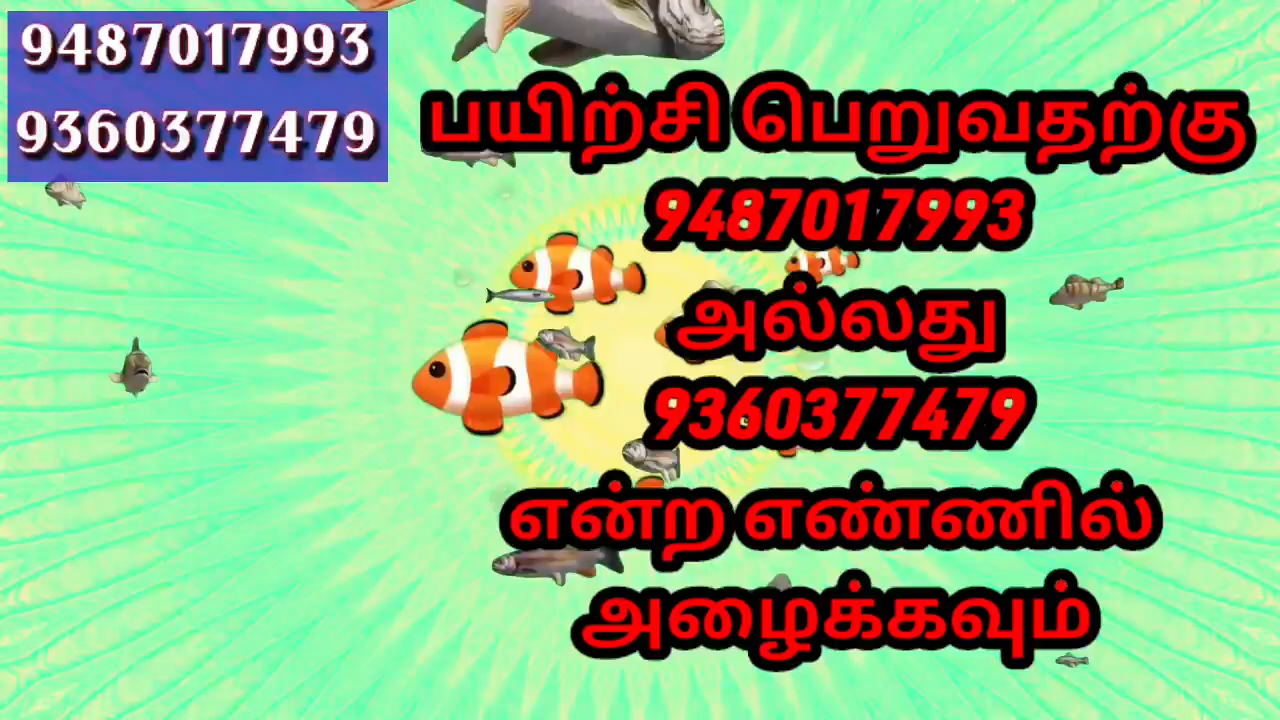 9487017993
9360377479
பயிற்சி பெறுவதற்கு
9487017993
அல்லது
9360377479
என்ற எண்ணில்
அழைக்கவும்